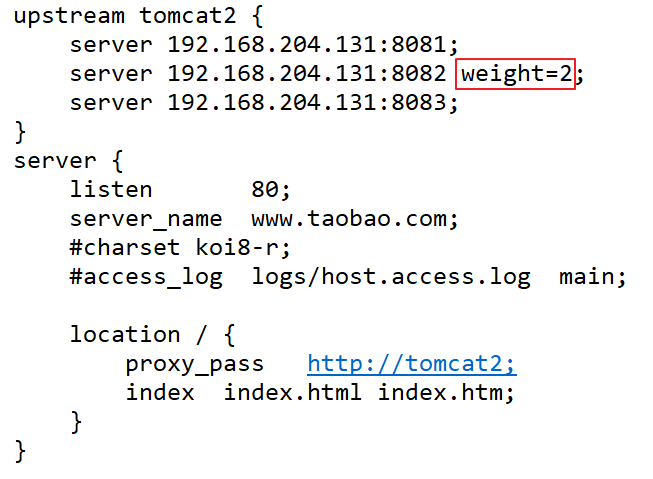 upstream tomcat2 {
    server 192.168.204.131:8081;
    server 192.168.204.131:8082 weight=2;
    server 192.168.204.131:8083;
}
server {
    listen       80;
    server_name  www.taobao.com;
    #charset koi8-r;
    #access_log  logs/host.access.log  main;

    location / {
        proxy_pass   http://tomcat2;
        index  index.html index.htm;
    }
}